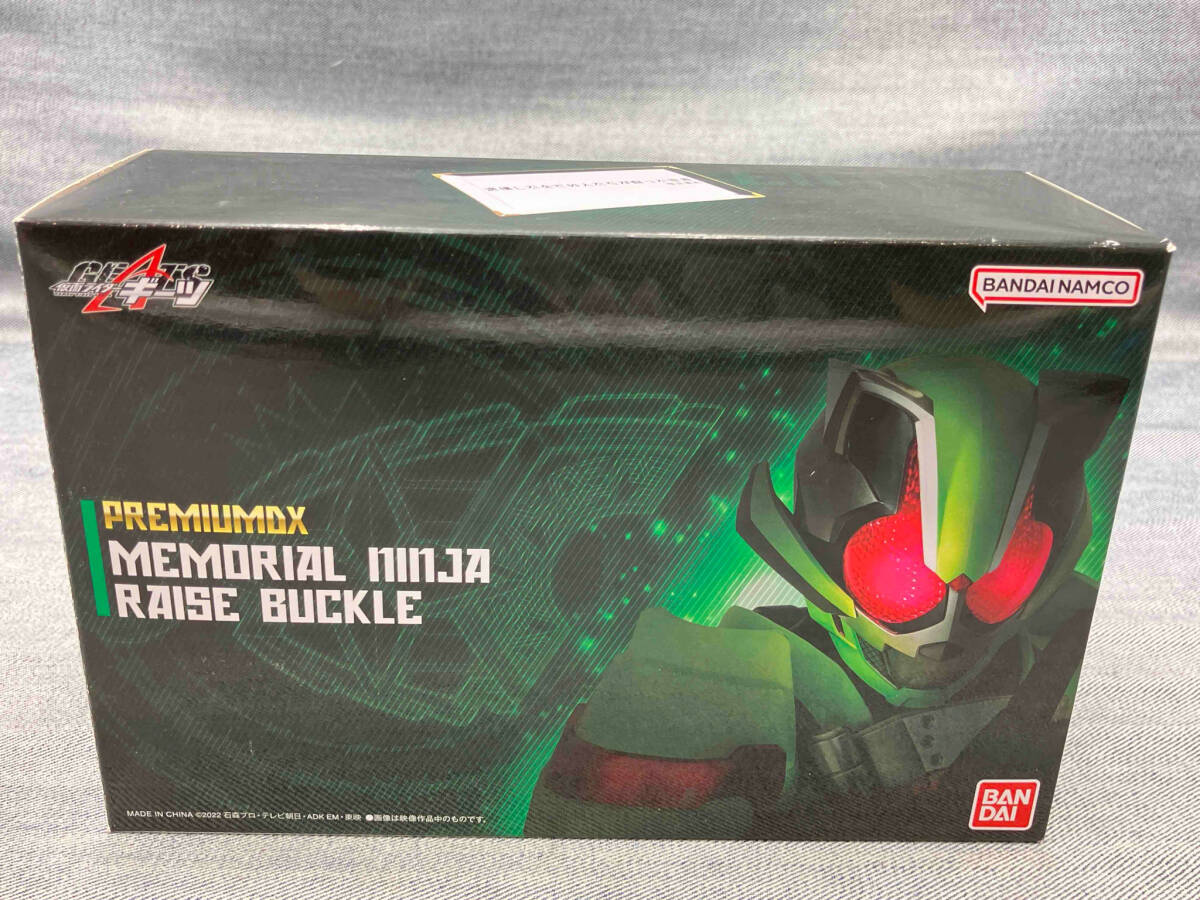 GEATS
仮面ライダー
ギーツ
BANDAI NAMCO
PREMIUMDX
MEMORIAL NINJA
RAISE BUCKLE
MADE IN CHINA ©2022 石森プロ・テレビ朝日・ADK EM・東映 ●画像は映像作品中のものです。
BAN
DAI